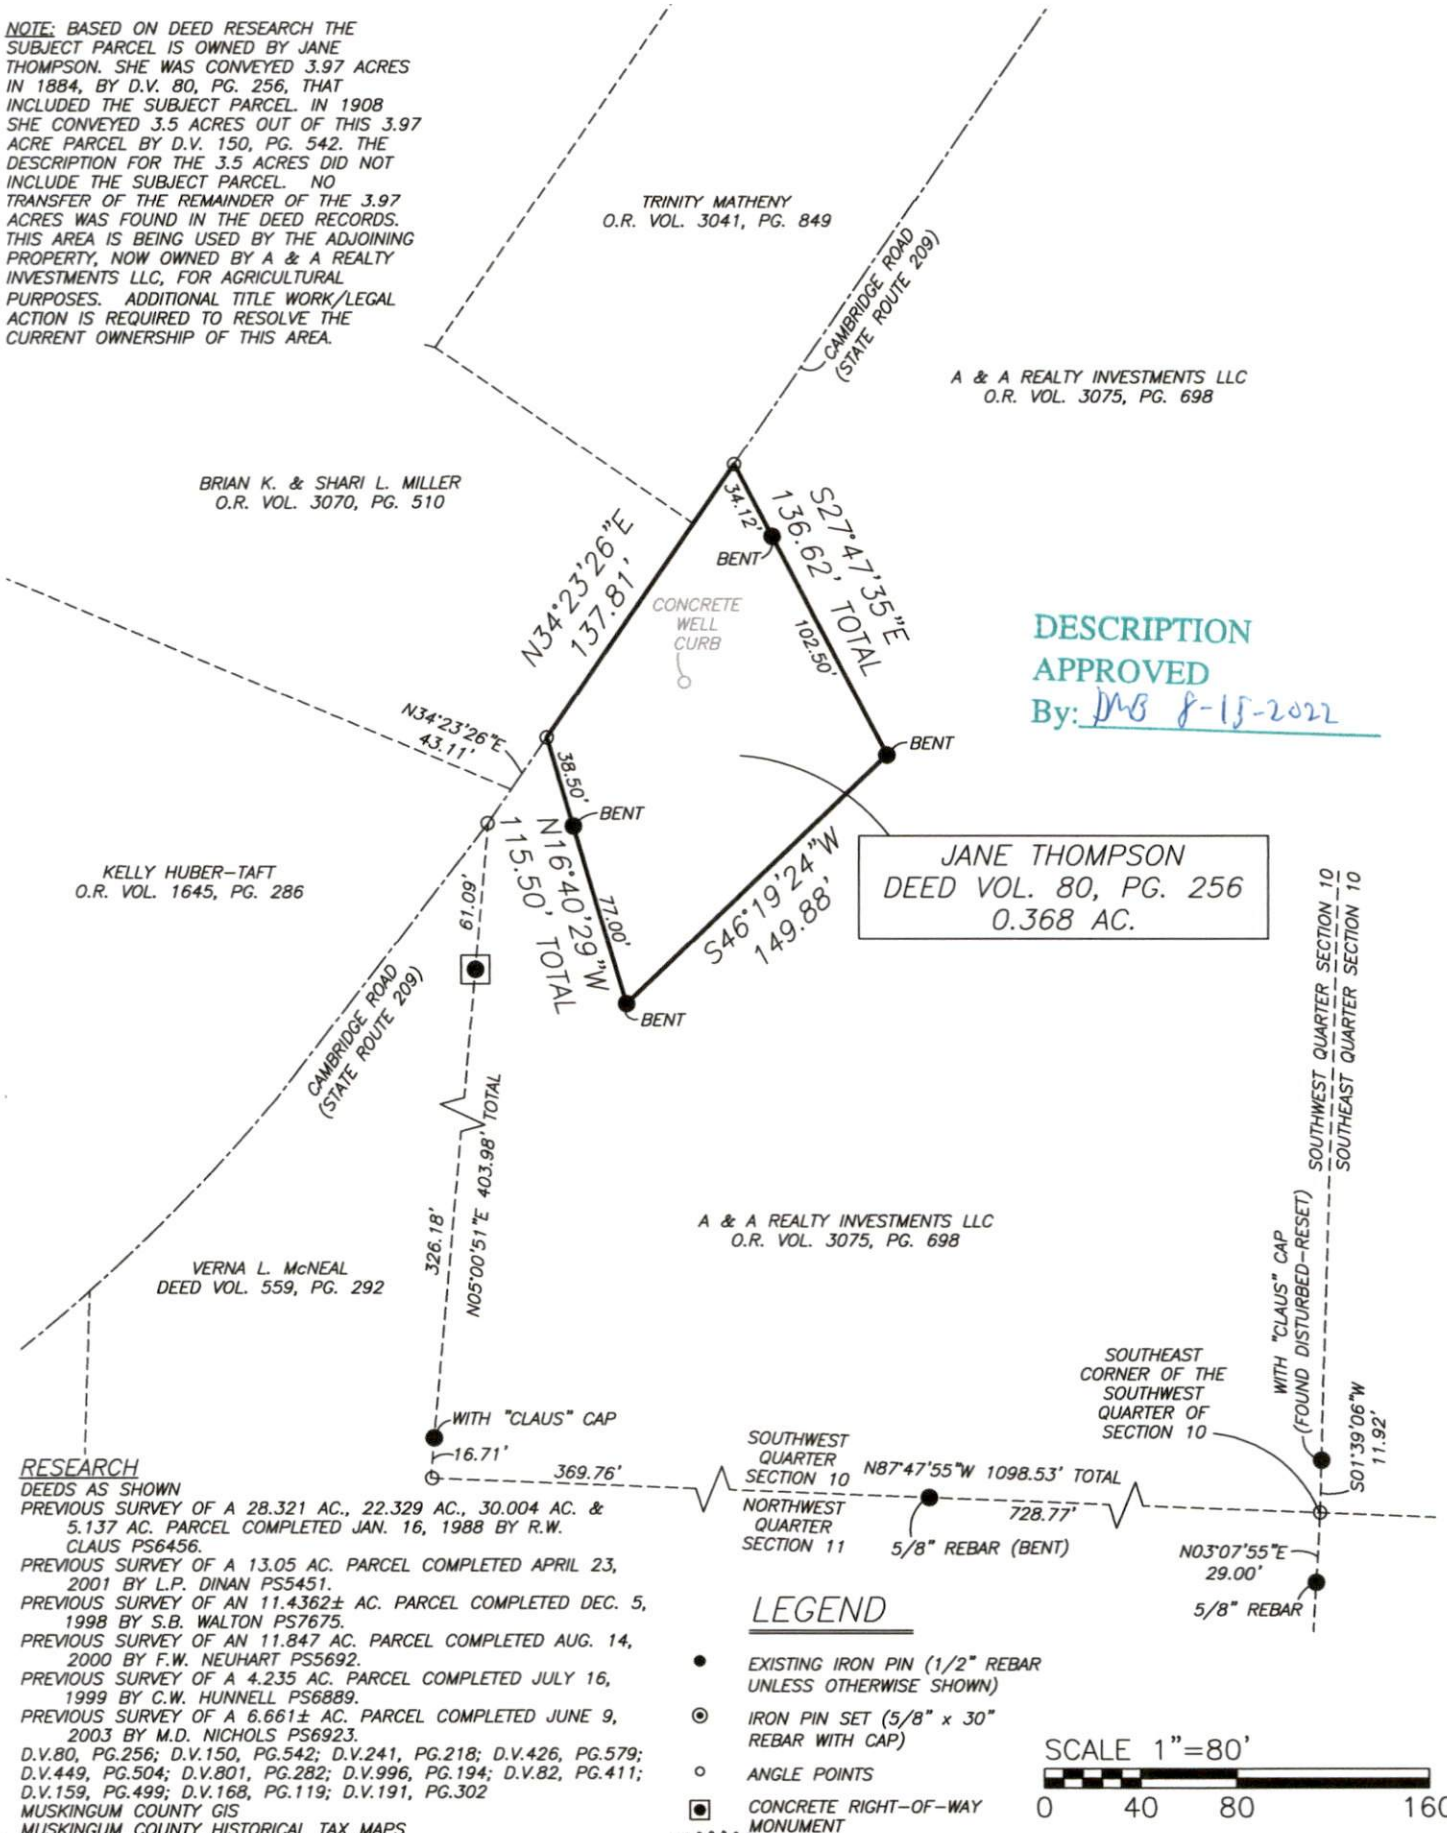 NOTE: BASED ON DEED RESEARCH THE
SUBJECT PARCEL IS OWNED BY JANE
THOMPSON. SHE WAS CONVEYED 3.97 ACRES
IN 1884, BY D.V. 80, PG. 256, THAT
INCLUDED THE SUBJECT PARCEL. IN 1908
SHE CONVEYED 3.5 ACRES OUT OF THIS 3.97
ACRE PARCEL BY D.V. 150, PG. 542. THE
DESCRIPTION FOR THE 3.5 ACRES DID NOT
INCLUDE THE SUBJECT PARCEL. NO
TRANSFER OF THE REMAINDER OF THE 3.97
ACRES WAS FOUND IN THE DEED RECORDS.
THIS AREA IS BEING USED BY THE ADJOINING
PROPERTY, NOW OWNED BY A & A REALTY
INVESTMENTS LLC, FOR AGRICULTURAL
PURPOSES. ADDITIONAL TITLE WORK/LEGAL
ACTION IS REQUIRED TO RESOLVE THE
CURRENT OWNERSHIP OF THIS AREA.
TRINITY MATHENY
O.R. VOL. 3041, PG. 849
CAMBRIDGE ROAD
(STATE ROUTE 209)
A & A REALTY INVESTMENTS LLC
O.R. VOL. 3075, PG. 698
BRIAN K. & SHARI L. MILLER
O.R. VOL. 3070, PG. 510
N34°23'26"E
137.81'
34.12'
S27°47'35"E
136.62' TOTAL
BENT
102.50'
CONCRETE
WELL
CURB
DESCRIPTION
APPROVED
By: DMB 8-15-2022
N34°23'26"E
43.11'
38.50'
BENT
BENT
N16°40'29"W
115.50' TOTAL
77.00'
S46°19'24"W
149.88'
BENT
JANE THOMPSON
DEED VOL. 80, PG. 256
0.368 AC.
KELLY HUBER-TAFT
O.R. VOL. 1645, PG. 286
61.09'
CAMBRIDGE ROAD
(STATE ROUTE 209)
SOUTHWEST QUARTER SECTION 10
SOUTHEAST QUARTER SECTION 10
326.18'
N05°00'51"E 403.98' TOTAL
A & A REALTY INVESTMENTS LLC
O.R. VOL. 3075, PG. 698
VERNA L. McNEAL
DEED VOL. 559, PG. 292
WITH "CLAUS" CAP
(FOUND DISTURBED-RESET)
SOUTHEAST
CORNER OF THE
SOUTHWEST
QUARTER OF
SECTION 10
S01°39'06"W
11.92'
WITH "CLAUS" CAP
16.71'
369.76'
SOUTHWEST
QUARTER
SECTION 10
N87°47'55"W 1098.53' TOTAL
NORTHWEST
QUARTER
SECTION 11
728.77'
5/8" REBAR (BENT)
N03°07'55"E
29.00'
5/8" REBAR
RESEARCH
DEEDS AS SHOWN
PREVIOUS SURVEY OF A 28.321 AC., 22.329 AC., 30.004 AC. &
5.137 AC. PARCEL COMPLETED JAN. 16, 1988 BY R.W.
CLAUS PS6456.
PREVIOUS SURVEY OF A 13.05 AC. PARCEL COMPLETED APRIL 23,
2001 BY L.P. DINAN PS5451.
PREVIOUS SURVEY OF AN 11.4362± AC. PARCEL COMPLETED DEC. 5,
1998 BY S.B. WALTON PS7675.
PREVIOUS SURVEY OF AN 11.847 AC. PARCEL COMPLETED AUG. 14,
2000 BY F.W. NEUHART PS5692.
PREVIOUS SURVEY OF A 4.235 AC. PARCEL COMPLETED JULY 16,
1999 BY C.W. HUNNELL PS6889.
PREVIOUS SURVEY OF A 6.661± AC. PARCEL COMPLETED JUNE 9,
2003 BY M.D. NICHOLS PS6923.
D.V.80, PG.256; D.V.150, PG.542; D.V.241, PG.218; D.V.426, PG.579;
D.V.449, PG.504; D.V.801, PG.282; D.V.996, PG.194; D.V.82, PG.411;
D.V.159, PG.499; D.V.168, PG.119; D.V.191, PG.302
MUSKINGUM COUNTY GIS
MUSKINGUM COUNTY HISTORICAL TAX MAPS
LEGEND
EXISTING IRON PIN (1/2" REBAR
UNLESS OTHERWISE SHOWN)
IRON PIN SET (5/8" x 30"
REBAR WITH CAP)
ANGLE POINTS
CONCRETE RIGHT-OF-WAY
MONUMENT
SCALE 1"=80'
0 40 80 160